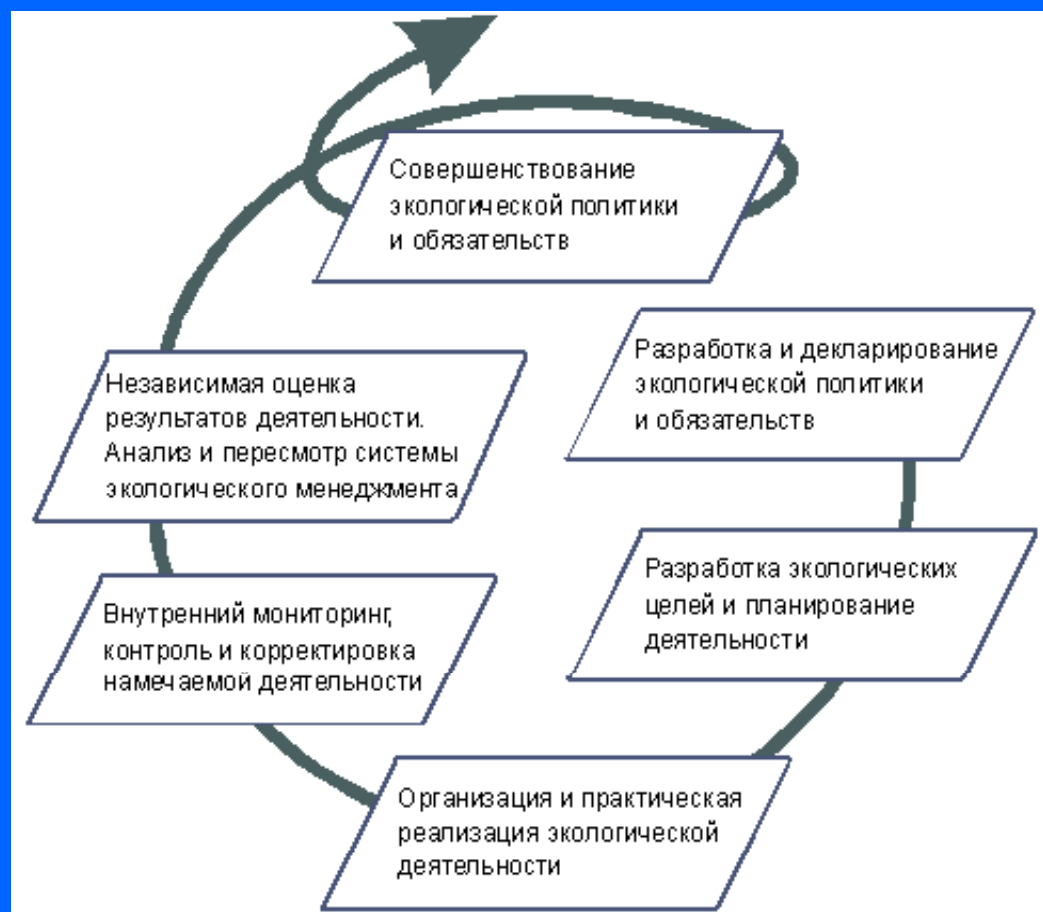 Совершенствование
экологической политики
и обязательств
Разработка и декларирование
экологической политики
и обязательств
Независимая оценка
результатов деятельности.
Анализ и пересмотр системы
экологического менеджмента
Разработка экологических
целей и планирование
деятельности
Внутренний мониторинг,
контроль и корректировка
намечаемой деятельности
Организация и практическая
реализация экологической
деятельности